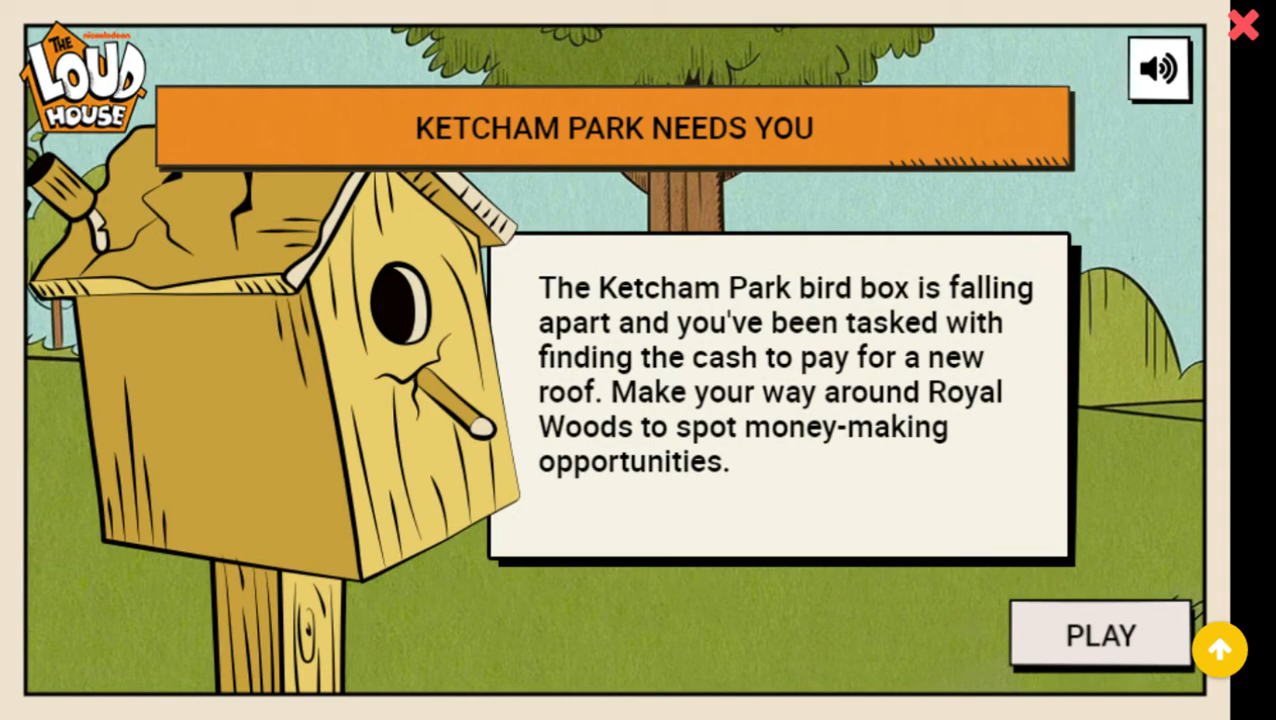 nickelodeon
THE
LOUD
HOUSE
KETCHAM PARK NEEDS YOU
The Ketcham Park bird box is falling
apart and you've been tasked with
finding the cash to pay for a new
roof. Make your way around Royal
Woods to spot money-making
opportunities.
PLAY